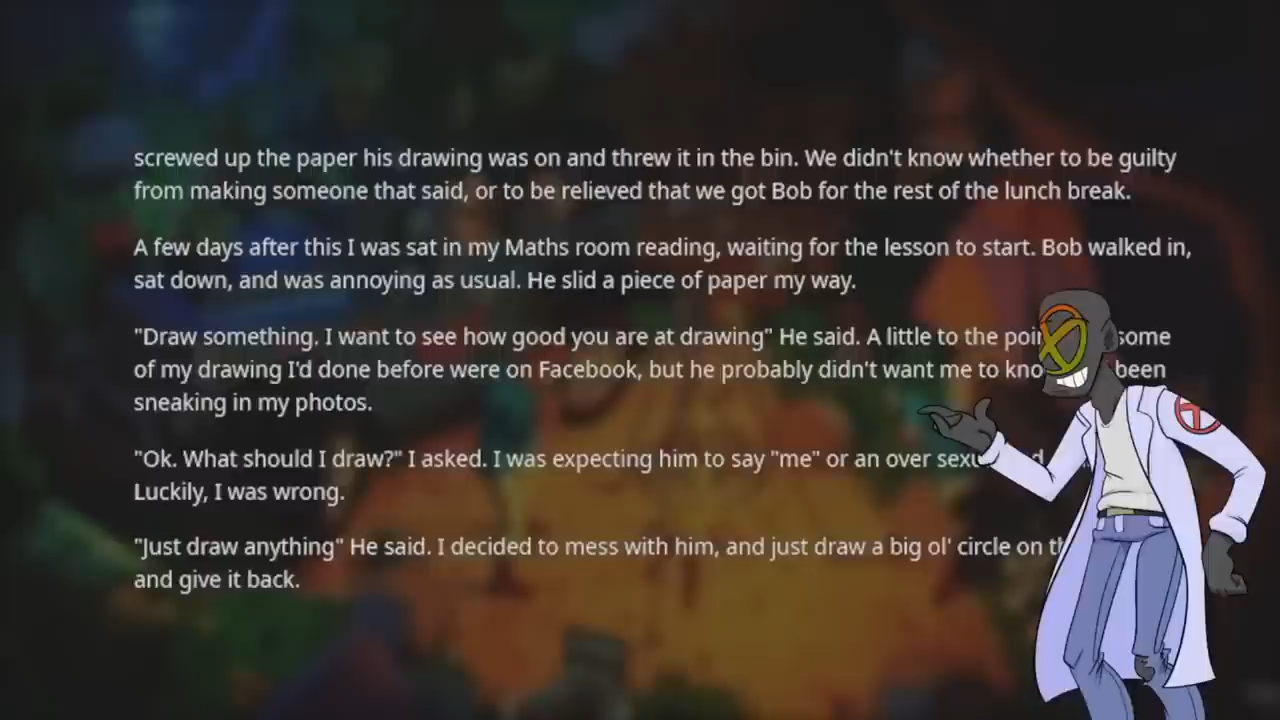 screwed up the paper his drawing was on and threw it in the bin. We didn't know whether to be guilty
from making someone that said, or to be relieved that we got Bob for the rest of the lunch break.
A few days after this I was sat in my Maths room reading, waiting for the lesson to start. Bob walked in,
sat down, and was annoying as usual. He slid a piece of paper my way.
"Draw something. I want to see how good you are at drawing" He said. A little to the some
of my drawing I'd done before were on Facebook, but he probably didn't want me to been
sneaking in my photos.
"Ok. What should I draw?" I asked. I was expecting him to say "me" or an over
Luckily, I was wrong.
"Just draw anything" He said. I decided to mess with him, and just draw a big ol' circle on
and give it back.